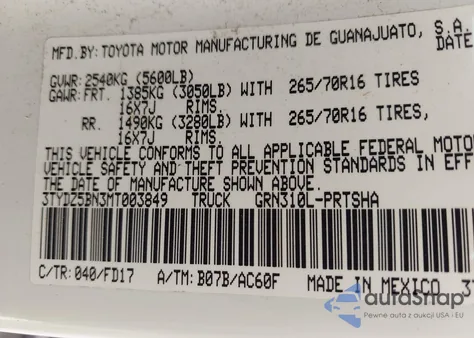 MFD.BY: TOYOTA MOTOR MANUFACTURING DE GUANAJUATO, S.A
DATE
GVWR: 2540KG (5600LB)
GAWR: FRT. 1385KG (3050LB) WITH 265/70R16 TIRES
16X7J RIMS.
RR. 1490KG (3280LB) WITH 265/70R16 TIRES,
16X7J RIMS.
THIS VEHICLE CONFORMS TO ALL APPLICABLE FEDERAL MOTO
VEHICLE SAFETY AND THEFT PREVENTION STANDARDS IN EFF
DATE OF MANUFACTURE SHOWN ABOVE.
3TYDZ5BN3MT003849 TRUCK GRN310L-PRTSHA
C/TR: 040/FD17 A/TM: B07B/AC60F MADE IN MEXICO 3T
autosnap
Pewne auta z aukcji USA i EU